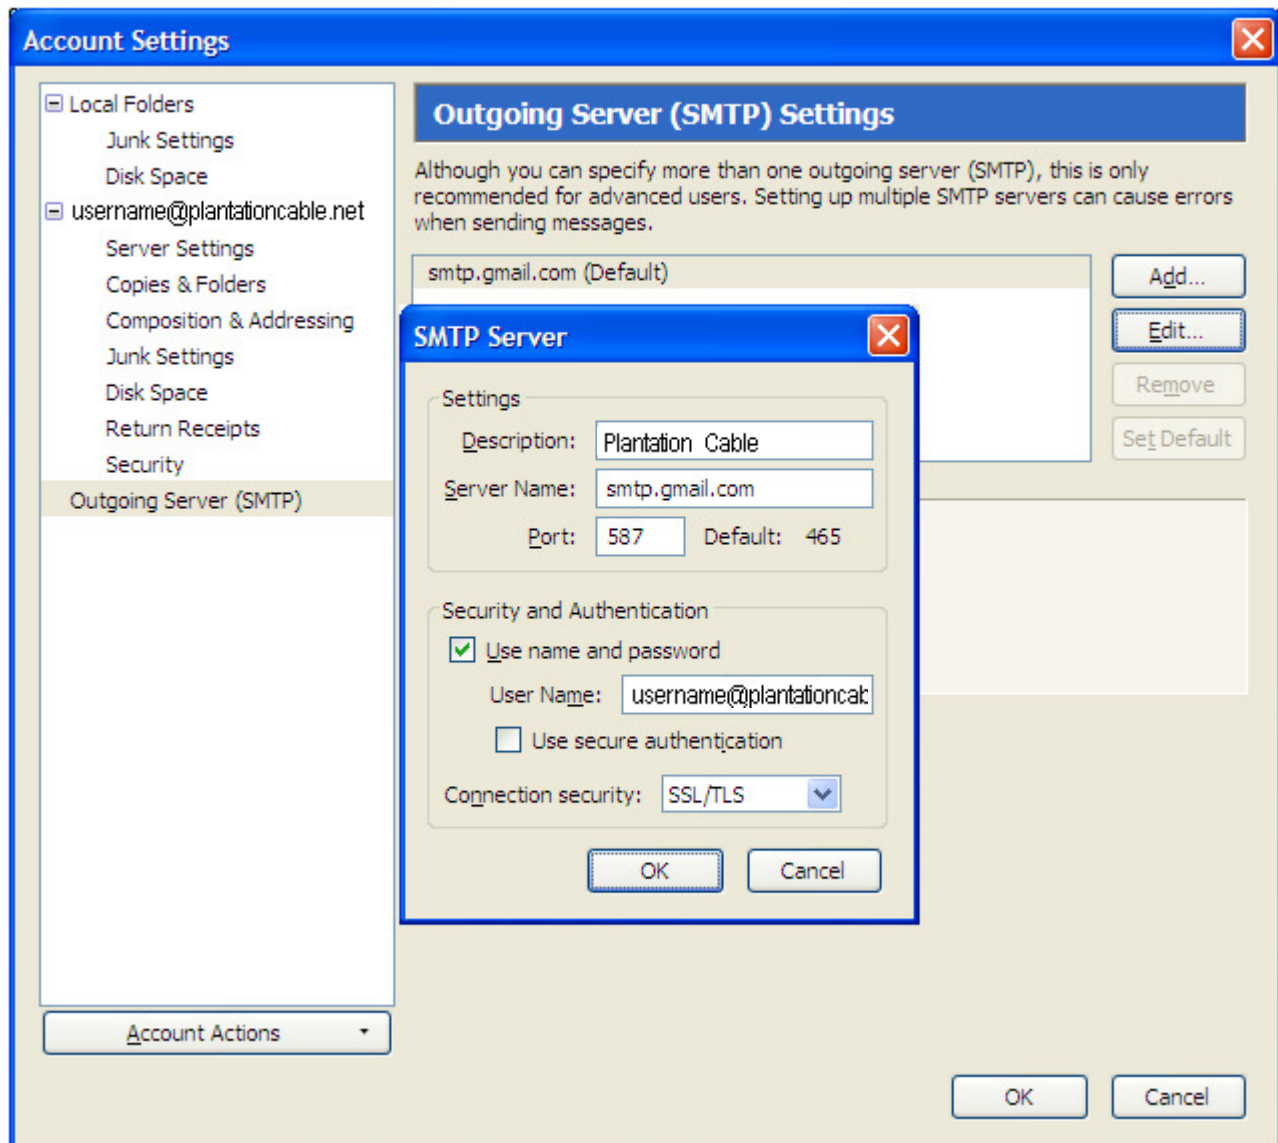 Account Settings
Local Folders
Junk Settings
Disk Space
username@plantationcable.net
Server Settings
Copies & Folders
Composition & Addressing
Junk Settings
Disk Space
Return Receipts
Security
Outgoing Server (SMTP)
Account Actions
Outgoing Server (SMTP) Settings
Although you can specify more than one outgoing server (SMTP), this is only
recommended for advanced users. Setting up multiple SMTP servers can cause errors
when sending messages.
smtp.gmail.com (Default)
Add...
Edit...
Remove
Set Default
SMTP Server
Settings
Description: Plantation Cable
Server Name: smtp.gmail.com
Port: 587 Default: 465
Security and Authentication
Use name and password
User Name: username@plantationcab
Use secure authentication
Connection security: SSL/TLS
OK Cancel
OK Cancel